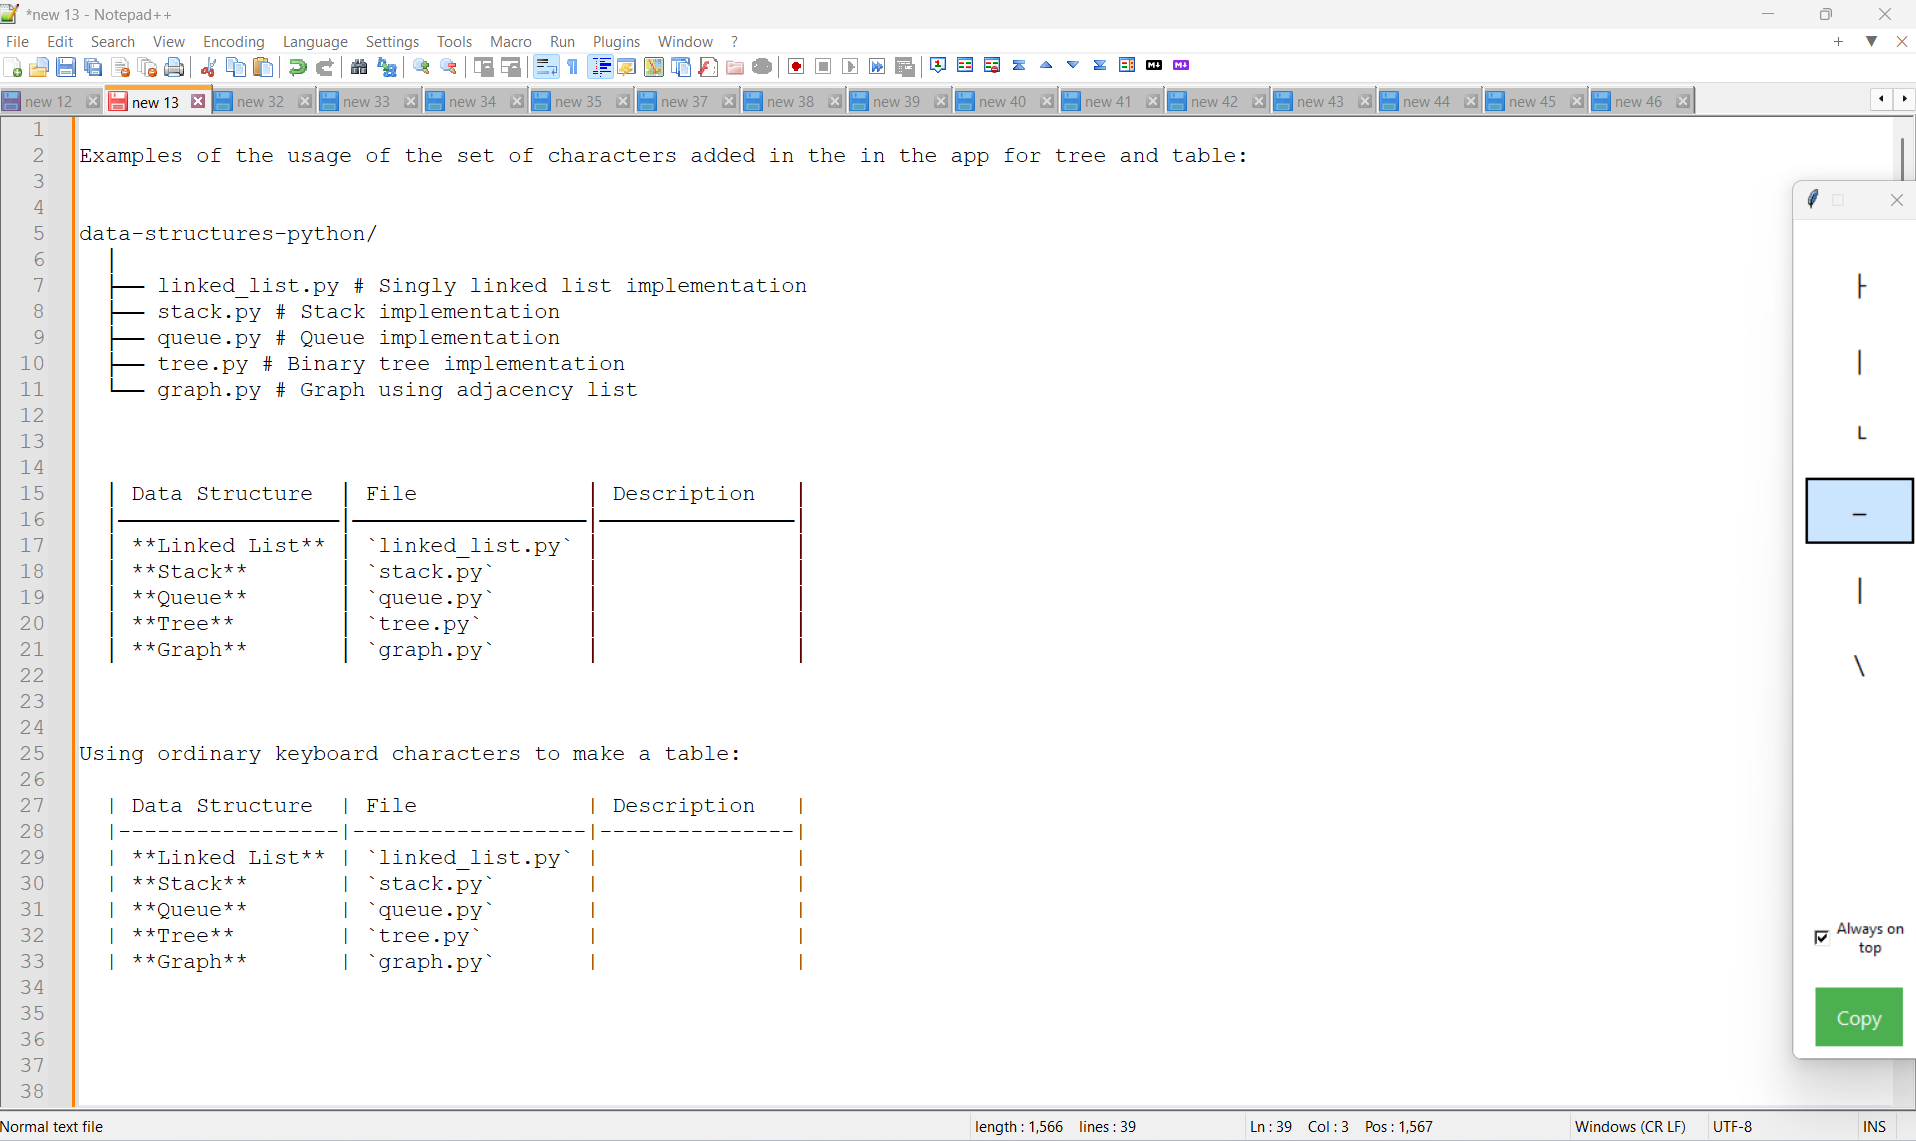 *new 13 - Notepad++
File Edit Search View Encoding Language Settings Tools Macro Run Plugins Window ?
new 12 new 13 new 32 new 33 new 34 new 35 new 37 new 38 new 39 new 40 new 41 new 42 new 43 new 44 new 45 new 46
1
2 Examples of the usage of the set of characters added in the in the app for tree and table:
3
4
5 data-structures-python/
6 │
7 ├── linked_list.py # Singly linked list implementation
8 ├── stack.py # Stack implementation
9 ├── queue.py # Queue implementation
10 ├── tree.py # Binary tree implementation
11 └── graph.py # Graph using adjacency list
12
13
14
15 │ Data Structure │ File │ Description │
16 │─────────────────│──────────────────│───────────────│
17 │ **Linked List** │ `linked_list.py` │ │
18 │ **Stack** │ `stack.py` │ │
19 │ **Queue** │ `queue.py` │ │
20 │ **Tree** │ `tree.py` │ │
21 │ **Graph** │ `graph.py` │ │
22
23
24
25 Using ordinary keyboard characters to make a table:
26
27 | Data Structure | File | Description |
28 |-----------------|------------------|---------------|
29 | **Linked List** | `linked_list.py` | |
30 | **Stack** | `stack.py` | |
31 | **Queue** | `queue.py` | |
32 | **Tree** | `tree.py` | |
33 | **Graph** | `graph.py` | |
34
35
36
37
38
├
│
└
─
|
\
Always on
top
Copy
Normal text file length : 1,566 lines : 39 Ln : 39 Col : 3 Pos : 1,567 Windows (CR LF) UTF-8 INS